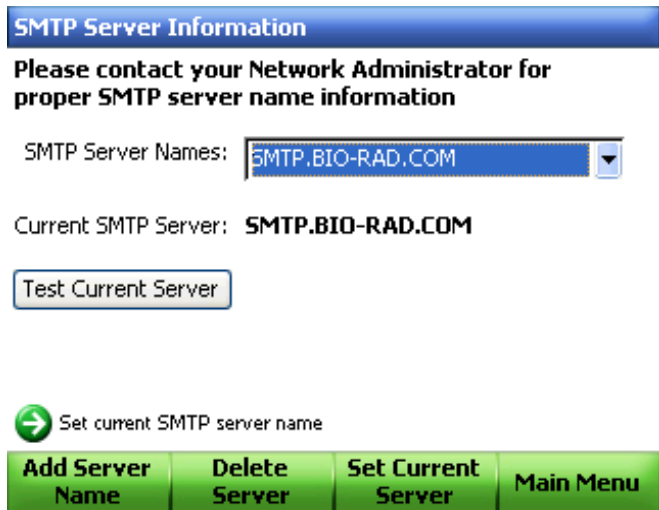 SMTP Server Information
Please contact your Network Administrator for
proper SMTP server name information
SMTP Server Names: SMTP.BIO-RAD.COM
Current SMTP Server: SMTP.BIO-RAD.COM
Test Current Server
Set current SMTP server name
Add Server Name
Delete Server
Set Current Server
Main Menu